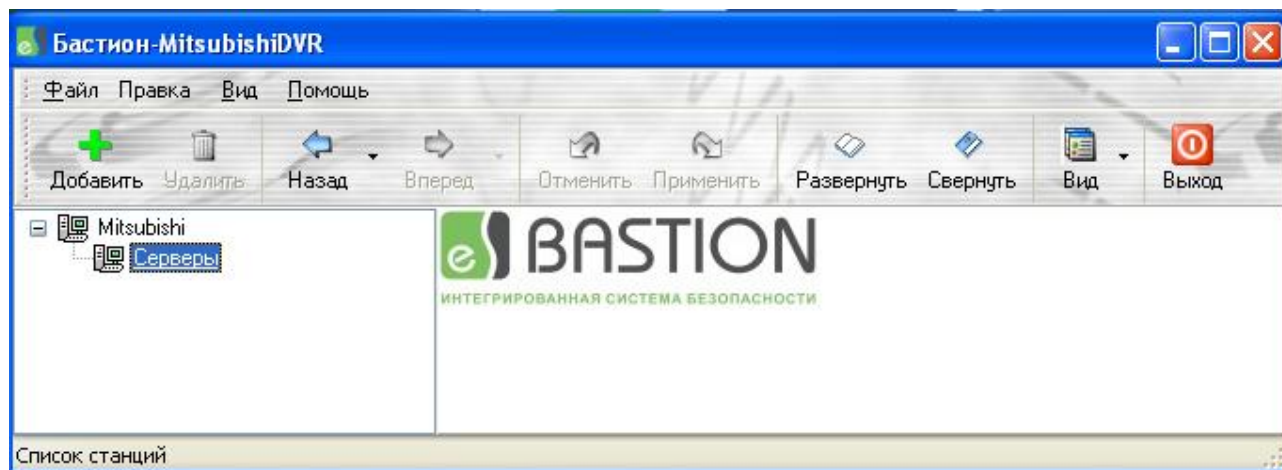 Бастион-MitsubishiDVR
Файл Правка Вид Помощь
Добавить Удалить Назад Вперед Отменить Применить Развернуть Свернуть Вид Выход
Mitsubishi
Серверы
eS BASTION
ИНТЕГРИРОВАННАЯ СИСТЕМА БЕЗОПАСНОСТИ
Список станций